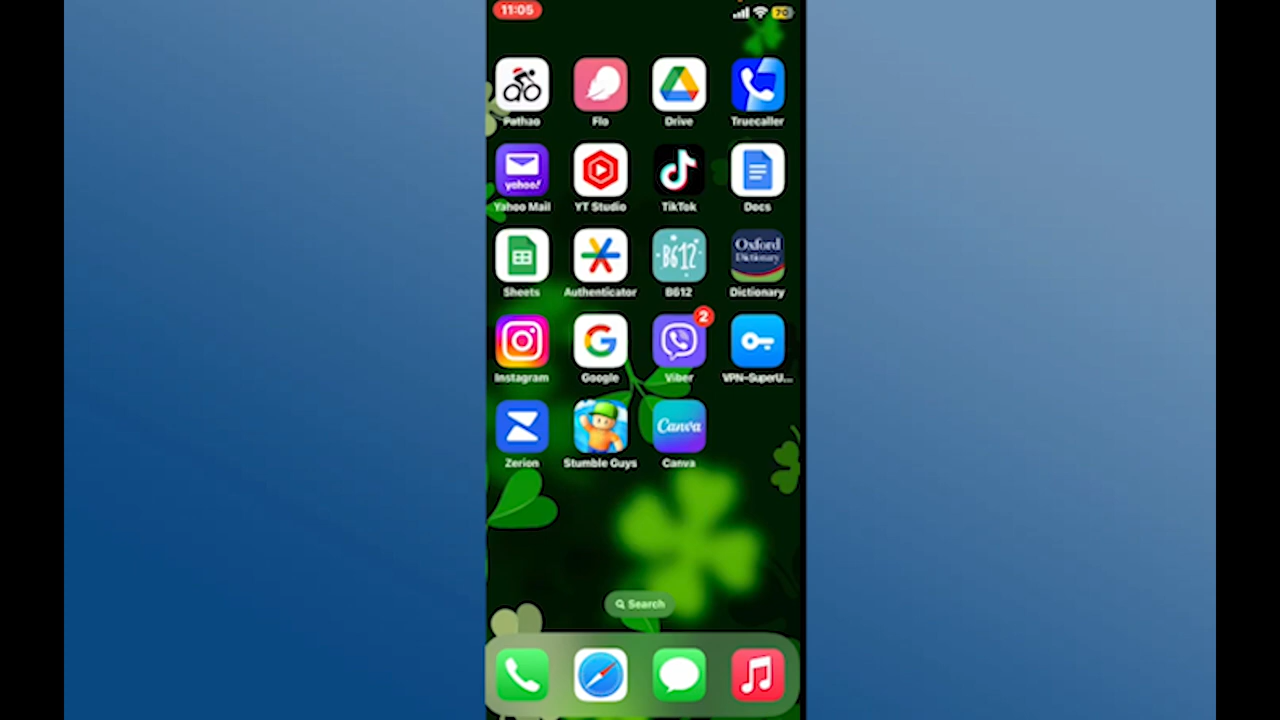 11:05
70
Pathao
Flo
Drive
Truecaller
yahoo!
Yahoo Mail
YT Studio
TikTok
Docs
B612
Oxford
Dictionary
Sheets
Authenticator
B612
Dictionary
2
Instagram
Google
Viber
VPN-SuperU...
Canva
Zerion
Stumble Guys
Canva
Search